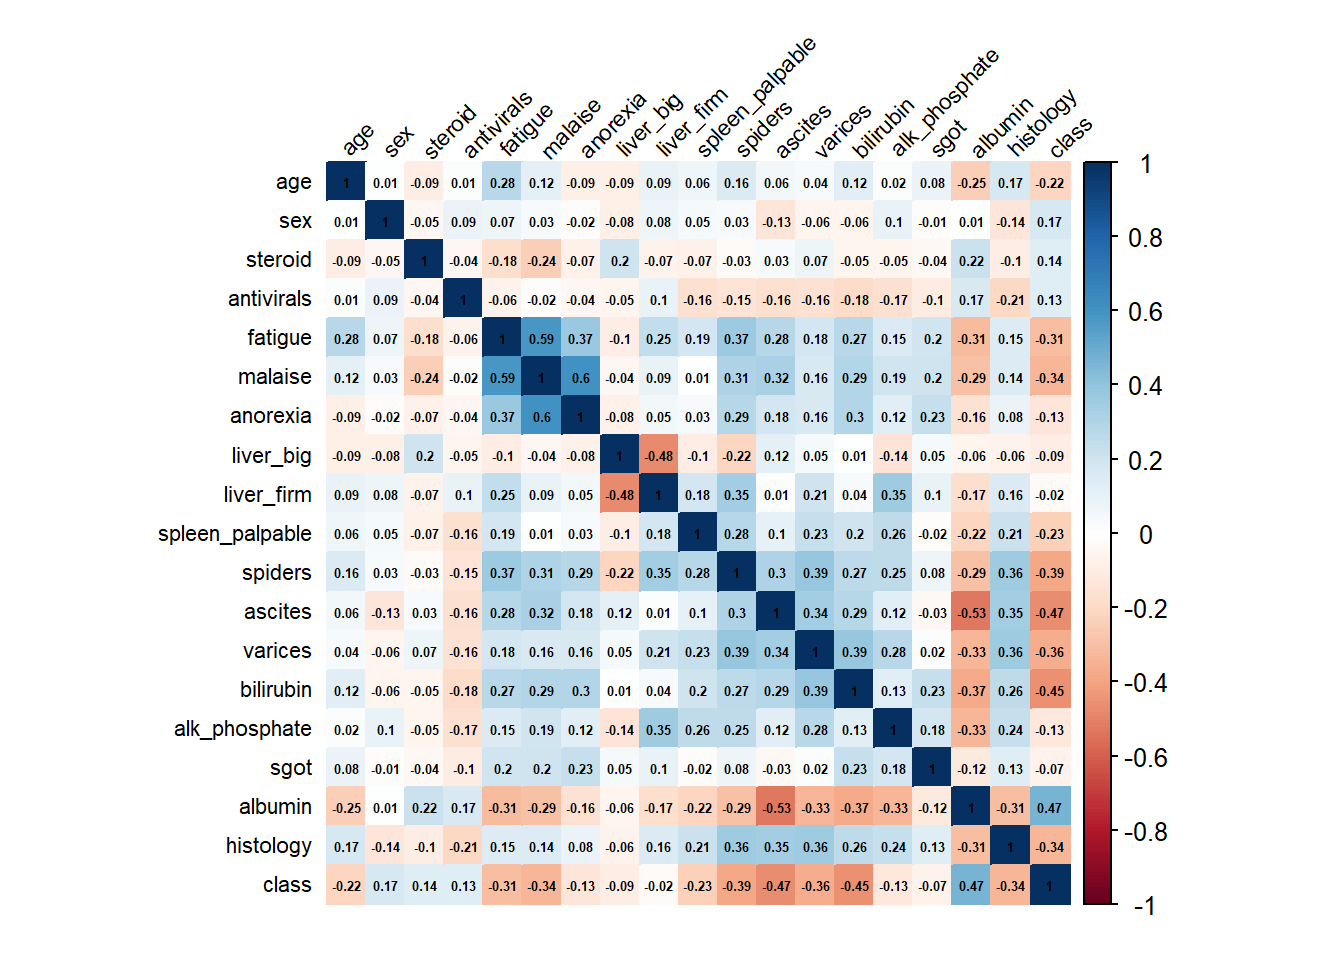 age sex steroid antivirals fatigue malaise anorexia liver_big liver_firm spleen_palpable spiders ascites varices bilirubin alk_phosphate sgot albumin histology class
age 1 0.01 -0.09 0.01 0.28 0.12 -0.09 -0.09 0.09 0.06 0.16 0.06 0.04 0.12 0.02 0.08 -0.25 0.17 -0.22
sex 0.01 1 -0.05 0.09 0.07 0.03 -0.02 -0.08 0.08 0.05 0.03 -0.13 -0.06 -0.06 0.1 -0.01 0.01 -0.14 0.17
steroid -0.09 -0.05 1 -0.04 -0.18 -0.24 -0.07 0.2 -0.07 -0.07 -0.03 0.03 0.07 -0.05 -0.05 -0.04 0.22 -0.1 0.14
antivirals 0.01 0.09 -0.04 1 -0.06 -0.02 -0.04 -0.05 0.1 -0.16 -0.15 -0.16 -0.16 -0.18 -0.17 -0.1 0.17 -0.21 0.13
fatigue 0.28 0.07 -0.18 -0.06 1 0.59 0.37 -0.1 0.25 0.19 0.37 0.28 0.18 0.27 0.15 0.2 -0.31 0.15 -0.31
malaise 0.12 0.03 -0.24 -0.02 0.59 1 0.6 -0.04 0.09 0.01 0.31 0.32 0.16 0.29 0.19 0.2 -0.29 0.14 -0.34
anorexia -0.09 -0.02 -0.07 -0.04 0.37 0.6 1 -0.08 0.05 0.03 0.29 0.18 0.16 0.3 0.12 0.23 -0.16 0.08 -0.13
liver_big -0.09 -0.08 0.2 -0.05 -0.1 -0.04 -0.08 1 -0.48 -0.1 -0.22 0.12 0.05 0.01 -0.14 0.05 -0.06 -0.06 -0.09
liver_firm 0.09 0.08 -0.07 0.1 0.25 0.09 0.05 -0.48 1 0.18 0.35 0.01 0.21 0.04 0.35 0.1 -0.17 0.16 -0.02
spleen_palpable 0.06 0.05 -0.07 -0.16 0.19 0.01 0.03 -0.1 0.18 1 0.28 0.1 0.23 0.2 0.26 -0.02 -0.22 0.21 -0.23
spiders 0.16 0.03 -0.03 -0.15 0.37 0.31 0.29 -0.22 0.35 0.28 1 0.3 0.39 0.27 0.25 0.08 -0.29 0.36 -0.39
ascites 0.06 -0.13 0.03 -0.16 0.28 0.32 0.18 0.12 0.01 0.1 0.3 1 0.34 0.29 0.12 -0.03 -0.53 0.35 -0.47
varices 0.04 -0.06 0.07 -0.16 0.18 0.16 0.16 0.05 0.21 0.23 0.39 0.34 1 0.39 0.28 0.02 -0.33 0.36 -0.36
bilirubin 0.12 -0.06 -0.05 -0.18 0.27 0.29 0.3 0.01 0.04 0.2 0.27 0.29 0.39 1 0.13 0.23 -0.37 0.26 -0.45
alk_phosphate 0.02 0.1 -0.05 -0.17 0.15 0.19 0.12 -0.14 0.35 0.26 0.25 0.12 0.28 0.13 1 0.18 -0.33 0.24 -0.13
sgot 0.08 -0.01 -0.04 -0.1 0.2 0.2 0.23 0.05 0.1 -0.02 0.08 -0.03 0.02 0.23 0.18 1 -0.12 0.13 -0.07
albumin -0.25 0.01 0.22 0.17 -0.31 -0.29 -0.16 -0.06 -0.17 -0.22 -0.29 -0.53 -0.33 -0.37 -0.33 -0.12 1 -0.31 0.47
histology 0.17 -0.14 -0.1 -0.21 0.15 0.14 0.08 -0.06 0.16 0.21 0.36 0.35 0.36 0.26 0.24 0.13 -0.31 1 -0.34
class -0.22 0.17 0.14 0.13 -0.31 -0.34 -0.13 -0.09 -0.02 -0.23 -0.39 -0.47 -0.36 -0.45 -0.13 -0.07 0.47 -0.34 1
1
0.8
0.6
0.4
0.2
0
-0.2
-0.4
-0.6
-0.8
-1